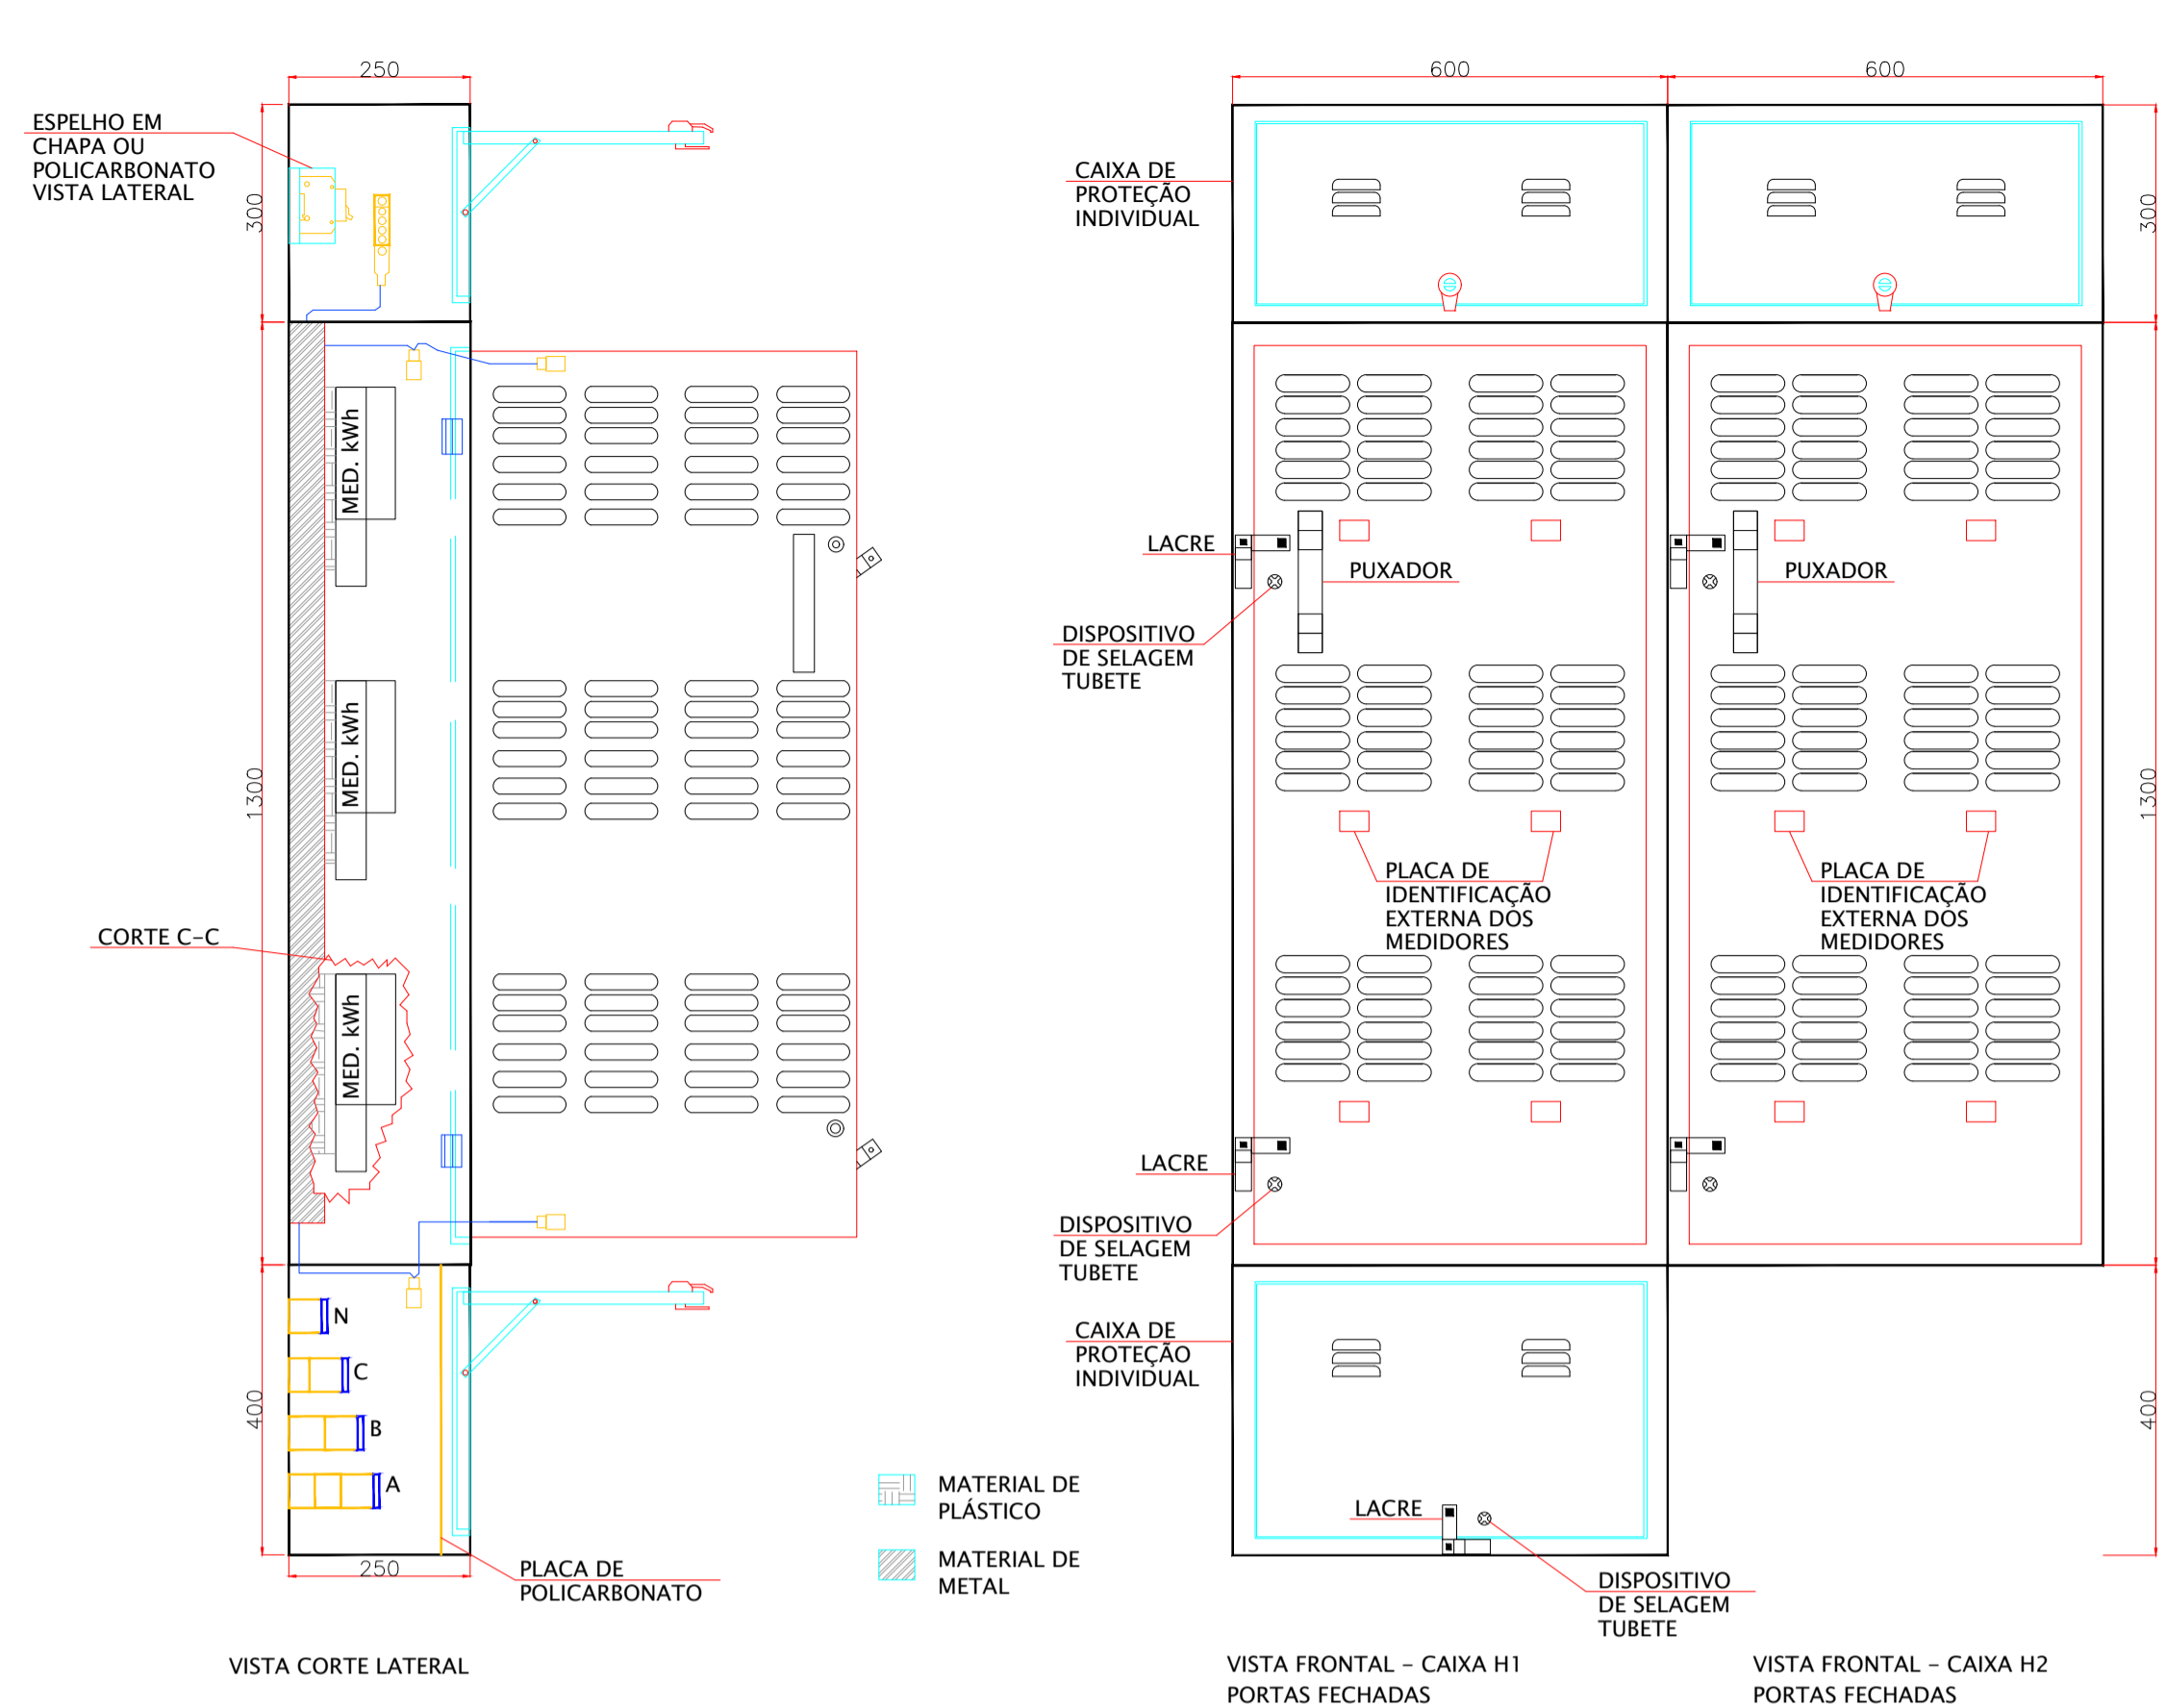 250
600
600
ESPELHO EM
CHAPA OU
POLICARBONATO
VISTA LATERAL
300
CAIXA DE
PROTEÇÃO
INDIVIDUAL
300
MED. kWh
LACRE
PUXADOR
PUXADOR
DISPOSITIVO
DE SELAGEM
TUBETE
MED. kWh
1300
1300
PLACA DE
IDENTIFICAÇÃO
EXTERNA DOS
MEDIDORES
PLACA DE
IDENTIFICAÇÃO
EXTERNA DOS
MEDIDORES
CORTE C-C
MED. kWh
LACRE
DISPOSITIVO
DE SELAGEM
TUBETE
N
C
B
A
400
CAIXA DE
PROTEÇÃO
INDIVIDUAL
400
MATERIAL DE
PLÁSTICO
MATERIAL DE
METAL
LACRE
250
PLACA DE
POLICARBONATO
DISPOSITIVO
DE SELAGEM
TUBETE
VISTA CORTE LATERAL
VISTA FRONTAL - CAIXA H1
PORTAS FECHADAS
VISTA FRONTAL - CAIXA H2
PORTAS FECHADAS